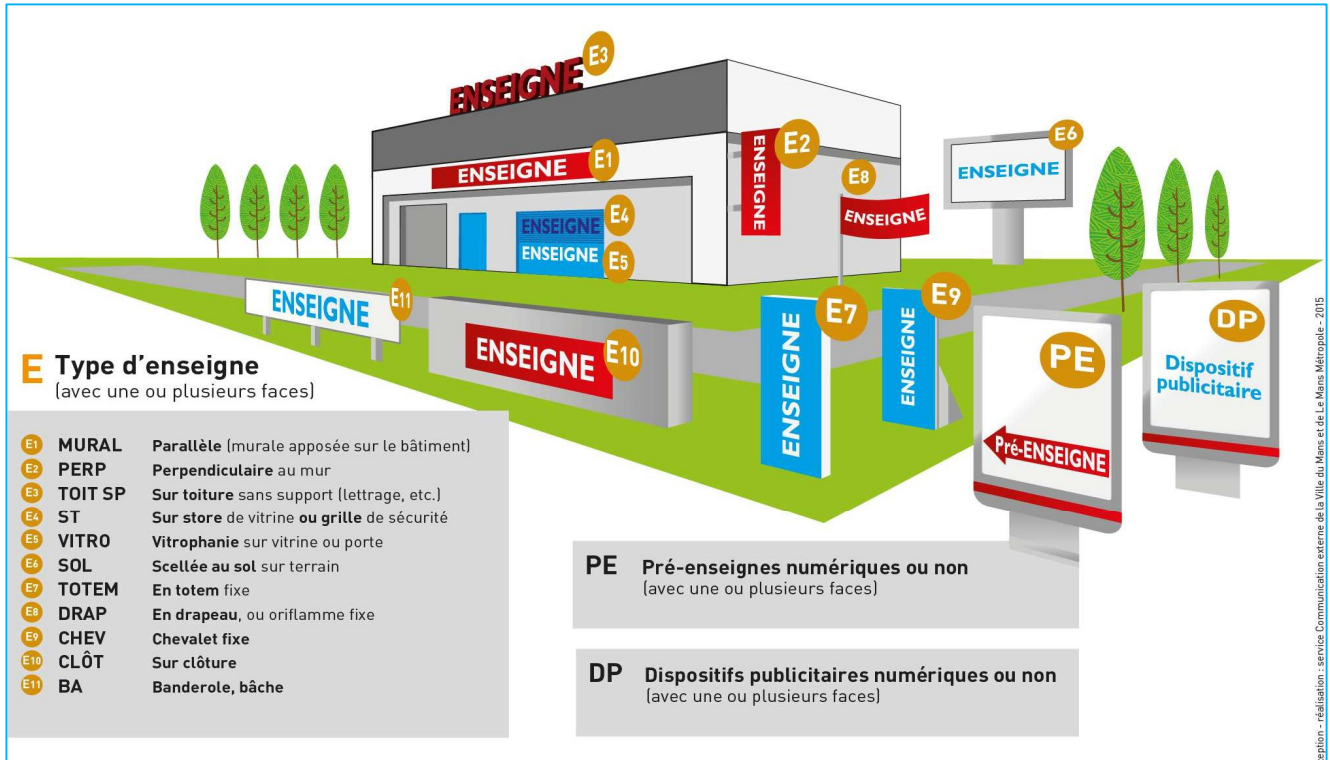 ENSEIGNE E3
ENSEIGNE E1
ENSEIGNE E2
E6
ENSEIGNE
E8
ENSEIGNE
ENSEIGNE E4
ENSEIGNE E5
ENSEIGNE E11
ENSEIGNE E10
ENSEIGNE E7
ENSEIGNE E9
PE
Pré-ENSEIGNE
DP
Dispositif
publicitaire
E Type d'enseigne
(avec une ou plusieurs faces)
E1 MURAL Parallèle (murale apposée sur le bâtiment)
E2 PERP Perpendiculaire au mur
E3 TOIT SP Sur toiture sans support (lettrage, etc.)
E4 ST Sur store de vitrine ou grille de sécurité
E5 VITRO Vitrophanie sur vitrine ou porte
E6 SOL Scellée au sol sur terrain
E7 TOTEM En totem fixe
E8 DRAP En drapeau, ou oriflamme fixe
E9 CHEV Chevalet fixe
E10 CLÔT Sur clôture
E11 BA Banderole, bâche
PE Pré-enseignes numériques ou non
(avec une ou plusieurs faces)
DP Dispositifs publicitaires numériques ou non
(avec une ou plusieurs faces)
ception - réalisation : service Communication externe de la Ville du Mans et de Le Mans Métropole - 2015